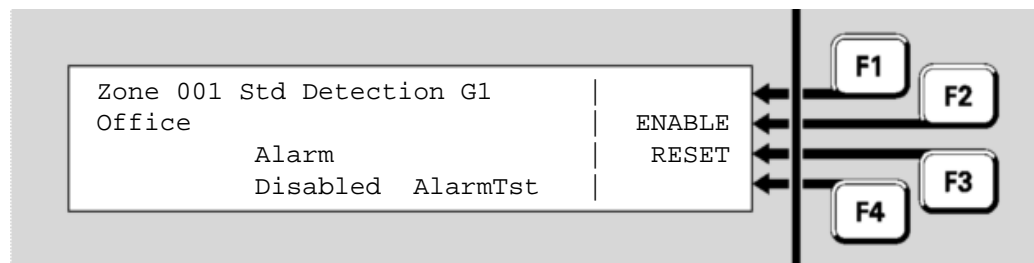 Zone 001 Std Detection G1 |
Office | ENABLE
Alarm | RESET
Disabled AlarmTst |
F1
F2
F3
F4